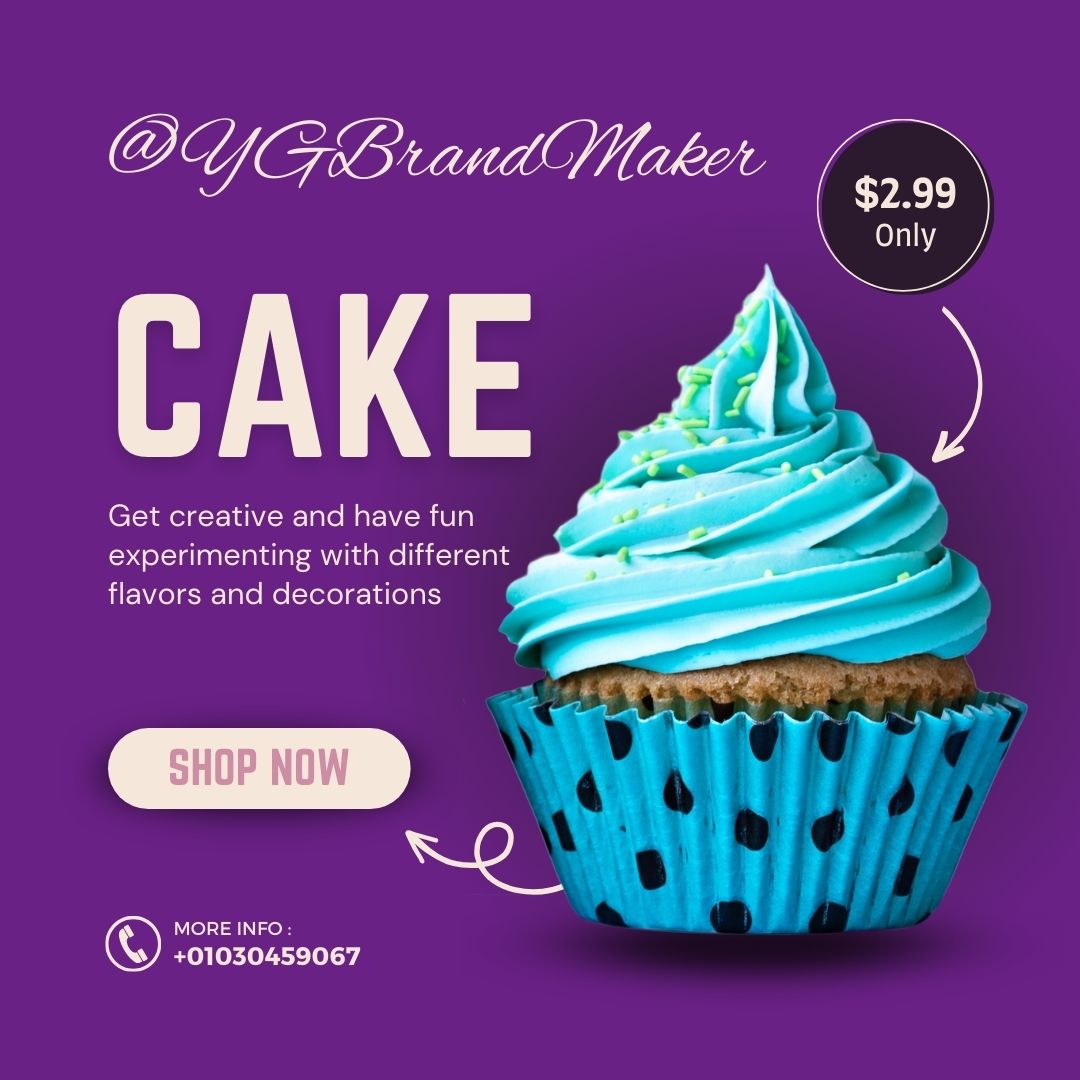 @YGBrandMaker
$2.99
Only
CAKE
Get creative and have fun
experimenting with different
flavors and decorations
SHOP NOW
MORE INFO :
+01030459067